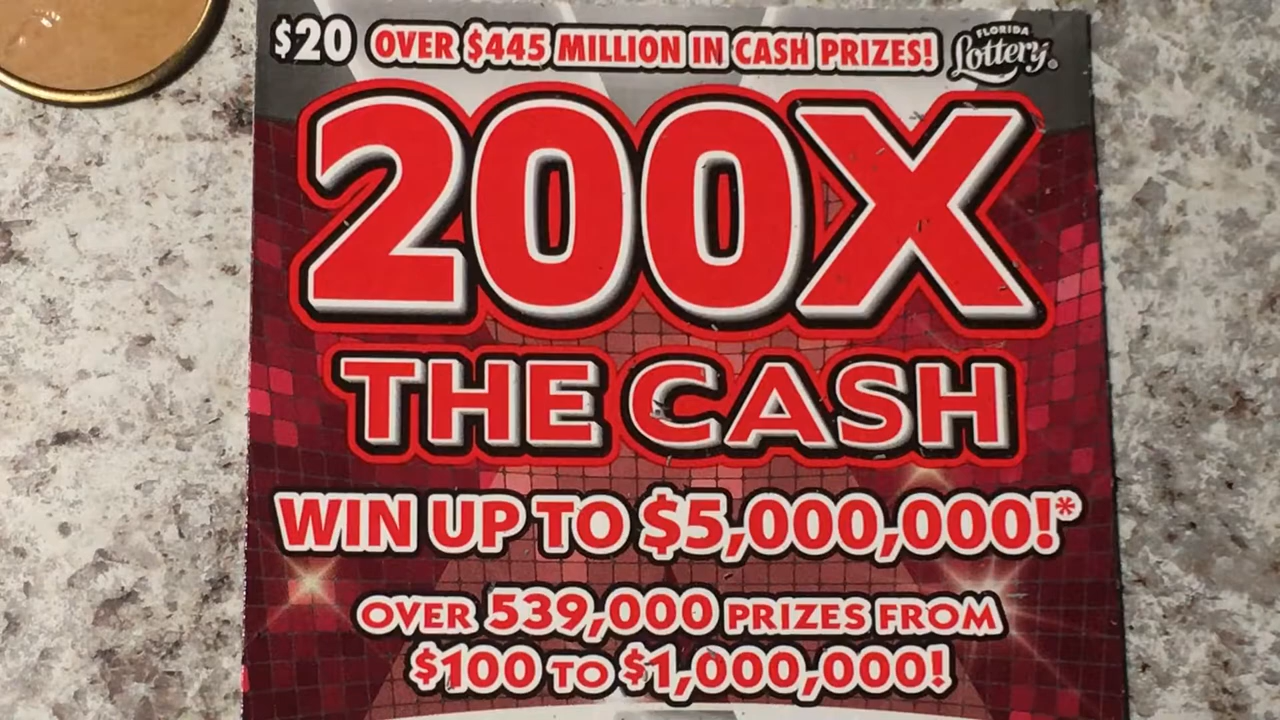 $20 OVER $445 MILLION IN CASH PRIZES! FLORIDA Lottery®
200X
THE CASH
WIN UP TO $5,000,000!*
OVER 539,000 PRIZES FROM
$100 TO $1,000,000!